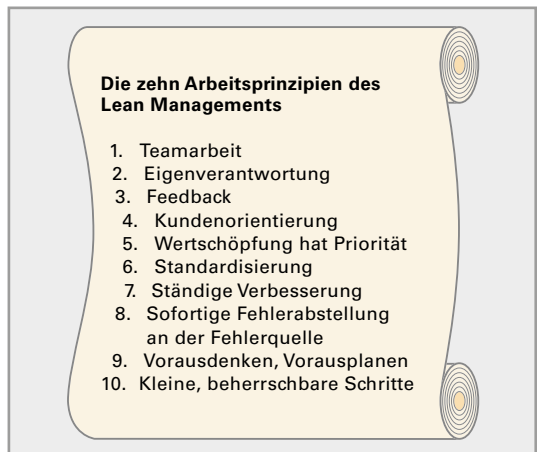 Die zehn Arbeitsprinzipien des
Lean Managements
1. Teamarbeit
2. Eigenverantwortung
3. Feedback
4. Kundenorientierung
5. Wertschöpfung hat Priorität
6. Standardisierung
7. Ständige Verbesserung
8. Sofortige Fehlerabstellung
an der Fehlerquelle
9. Vorausdenken, Vorausplanen
10. Kleine, beherrschbare Schritte